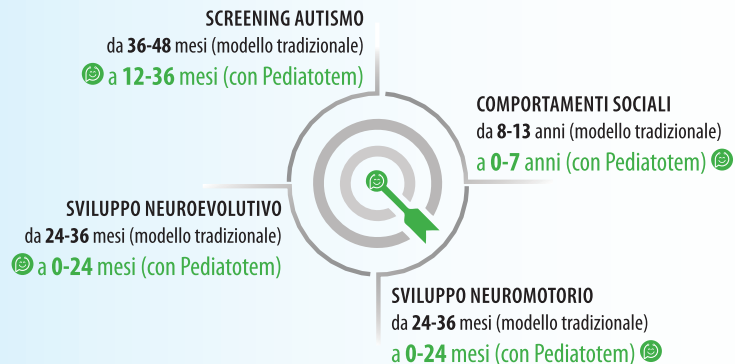 SCREENING AUTISMO
da 36-48 mesi (modello tradizionale)
a 12-36 mesi (con Pediatotem)
COMPORTAMENTI SOCIALI
da 8-13 anni (modello tradizionale)
a 0-7 anni (con Pediatotem)
SVILUPPO NEUROEVOLUTIVO
da 24-36 mesi (modello tradizionale)
a 0-24 mesi (con Pediatotem)
SVILUPPO NEUROMOTORIO
da 24-36 mesi (modello tradizionale)
a 0-24 mesi (con Pediatotem)